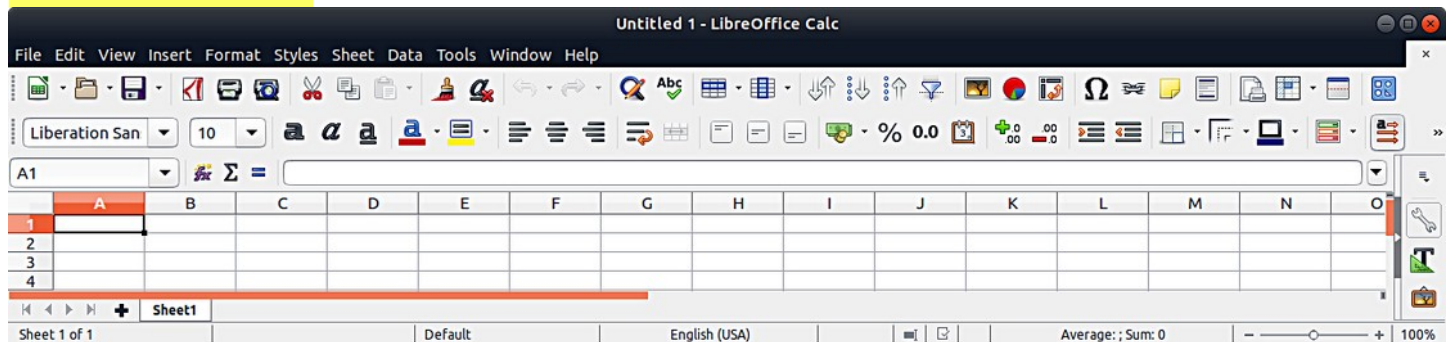 Untitled 1 - LibreOffice Calc
File Edit View Insert Format Styles Sheet Data Tools Window Help
Abc Ω
Liberation San 10 a a a a % 0.0
A1 Σ =
A B C D E F G H I J K L M N O
1
2
3
4
Sheet1
Sheet 1 of 1 Default English (USA) Average: ; Sum: 0 100%